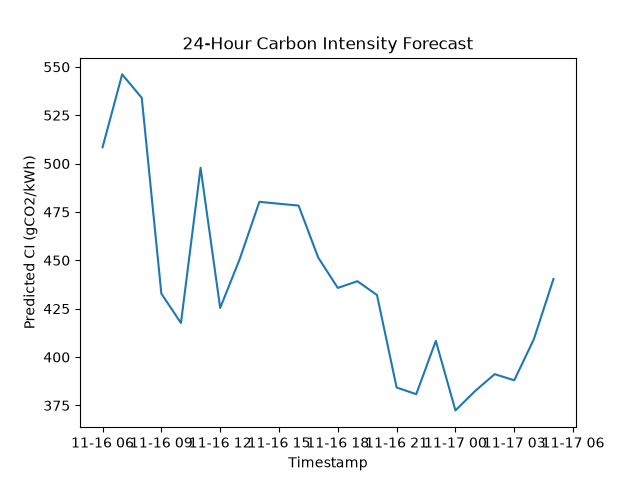 24-Hour Carbon Intensity Forecast
Predicted CI (gCO2/kWh)
550
525
500
475
450
425
400
375
11-16 06 11-16 09 11-16 12 11-16 15 11-16 18 11-16 21 11-17 00 11-17 03 11-17 06
Timestamp